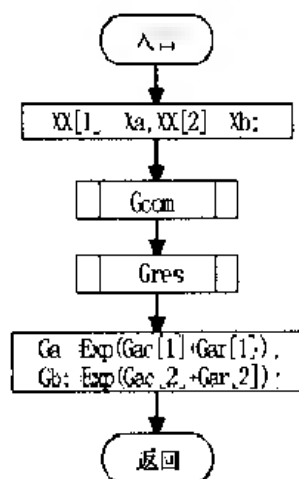 入口
XX[1] Xa,XX[2] Xb;
Gcom
Gres
Ga Exp(Gac[1]+Gar[1]),
Gb: Exp(Gac 2 +Gar 2]);
返回